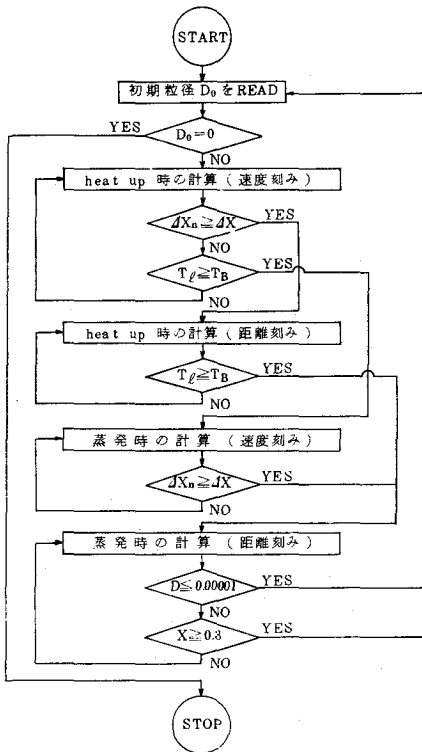 START
初期粒径 D₀ をREAD
YES
D₀=0
NO
heat up 時の計算 (速度刻み)
ΔXₙ≧ΔX
YES
NO
Tℓ≧T_B
YES
NO
heat up 時の計算 (距離刻み)
Tℓ≧T_B
YES
NO
蒸発時の計算 (速度刻み)
ΔXₙ≧ΔX
YES
NO
蒸発時の計算 (距離刻み)
D≦0.00001
YES
NO
X≧0.3
YES
NO
STOP